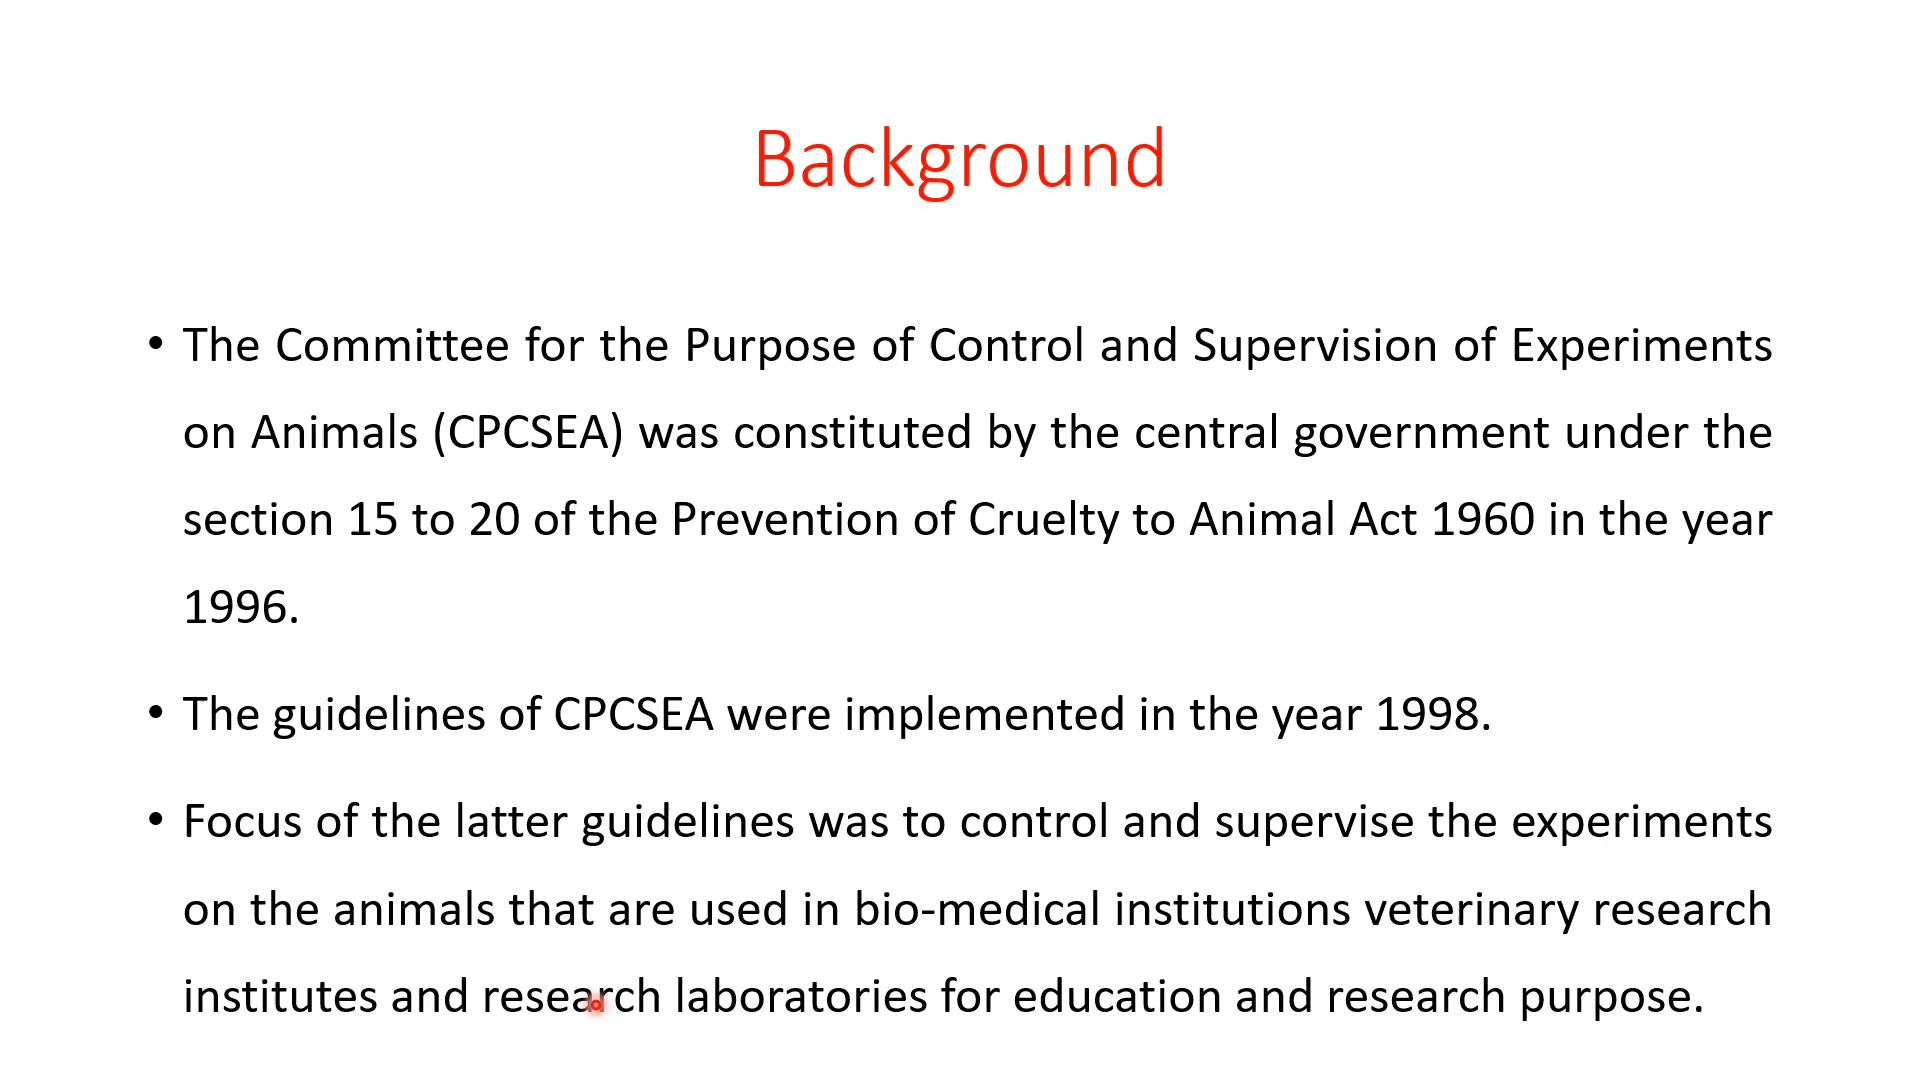 Background
• The Committee for the Purpose of Control and Supervision of Experiments
on Animals (CPCSEA) was constituted by the central government under the
section 15 to 20 of the Prevention of Cruelty to Animal Act 1960 in the year
1996.
• The guidelines of CPCSEA were implemented in the year 1998.
• Focus of the latter guidelines was to control and supervise the experiments
on the animals that are used in bio-medical institutions veterinary research
institutes and research laboratories for education and research purpose.